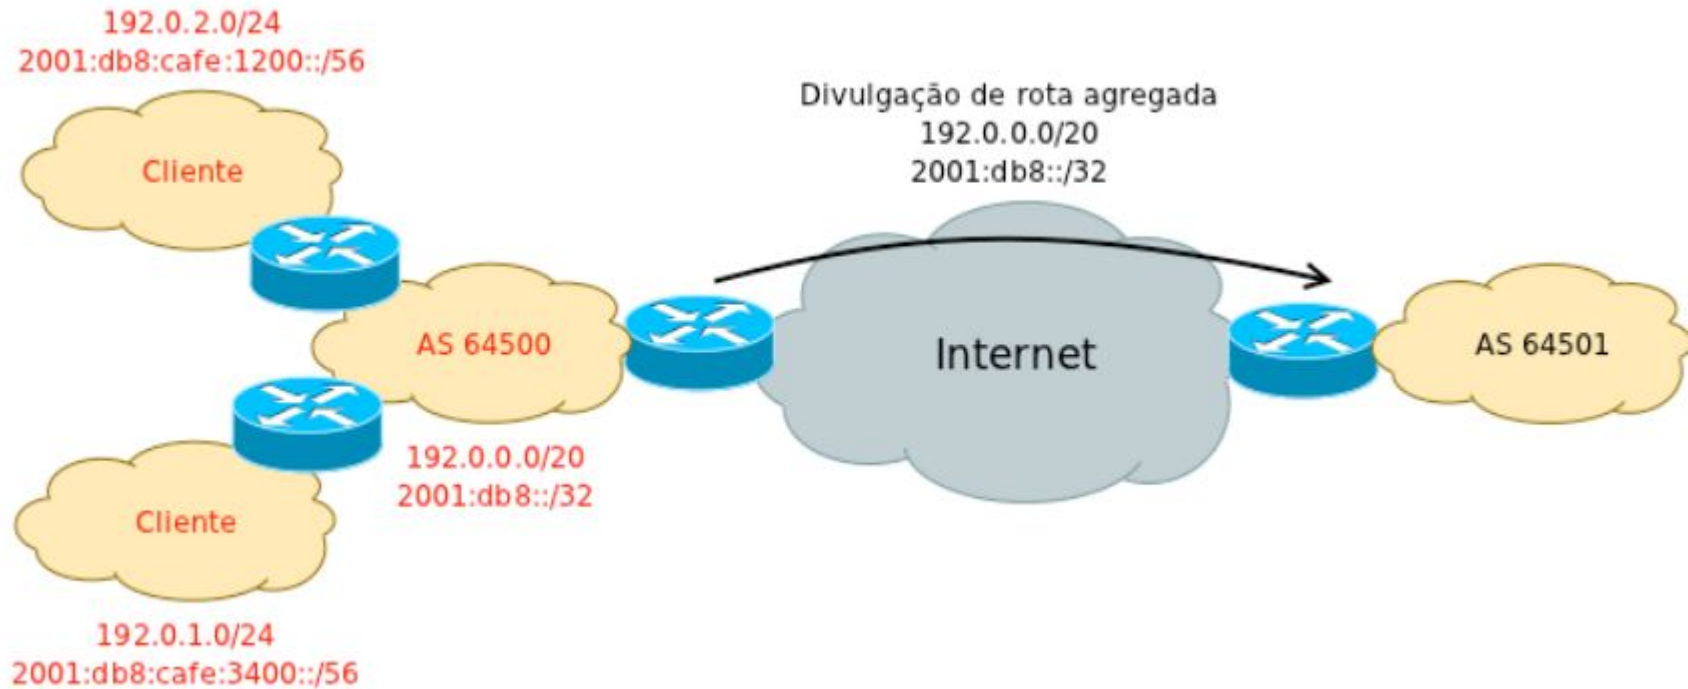 192.0.2.0/24
2001:db8:cafe:1200::/56
Cliente
Divulgação de rota agregada
192.0.0.0/20
2001:db8::/32
AS 64500
Internet
AS 64501
192.0.0.0/20
2001:db8::/32
Cliente
192.0.1.0/24
2001:db8:cafe:3400::/56